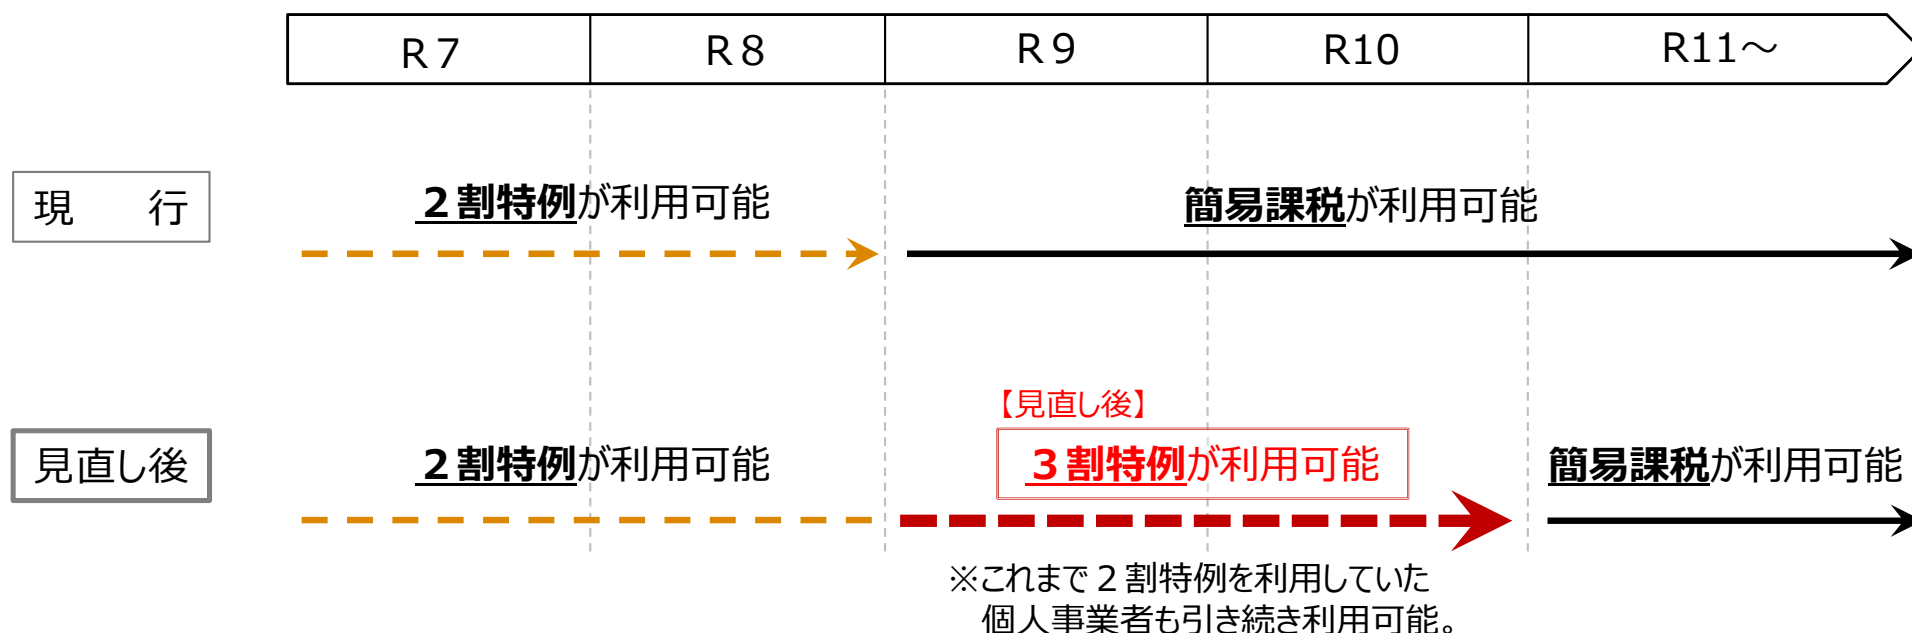 R７ R８ R９ R10 R11～
現　行 ２割特例が利用可能 簡易課税が利用可能
【見直し後】
見直し後 ２割特例が利用可能 ３割特例が利用可能 簡易課税が利用可能
※これまで２割特例を利用していた
個人事業者も引き続き利用可能。